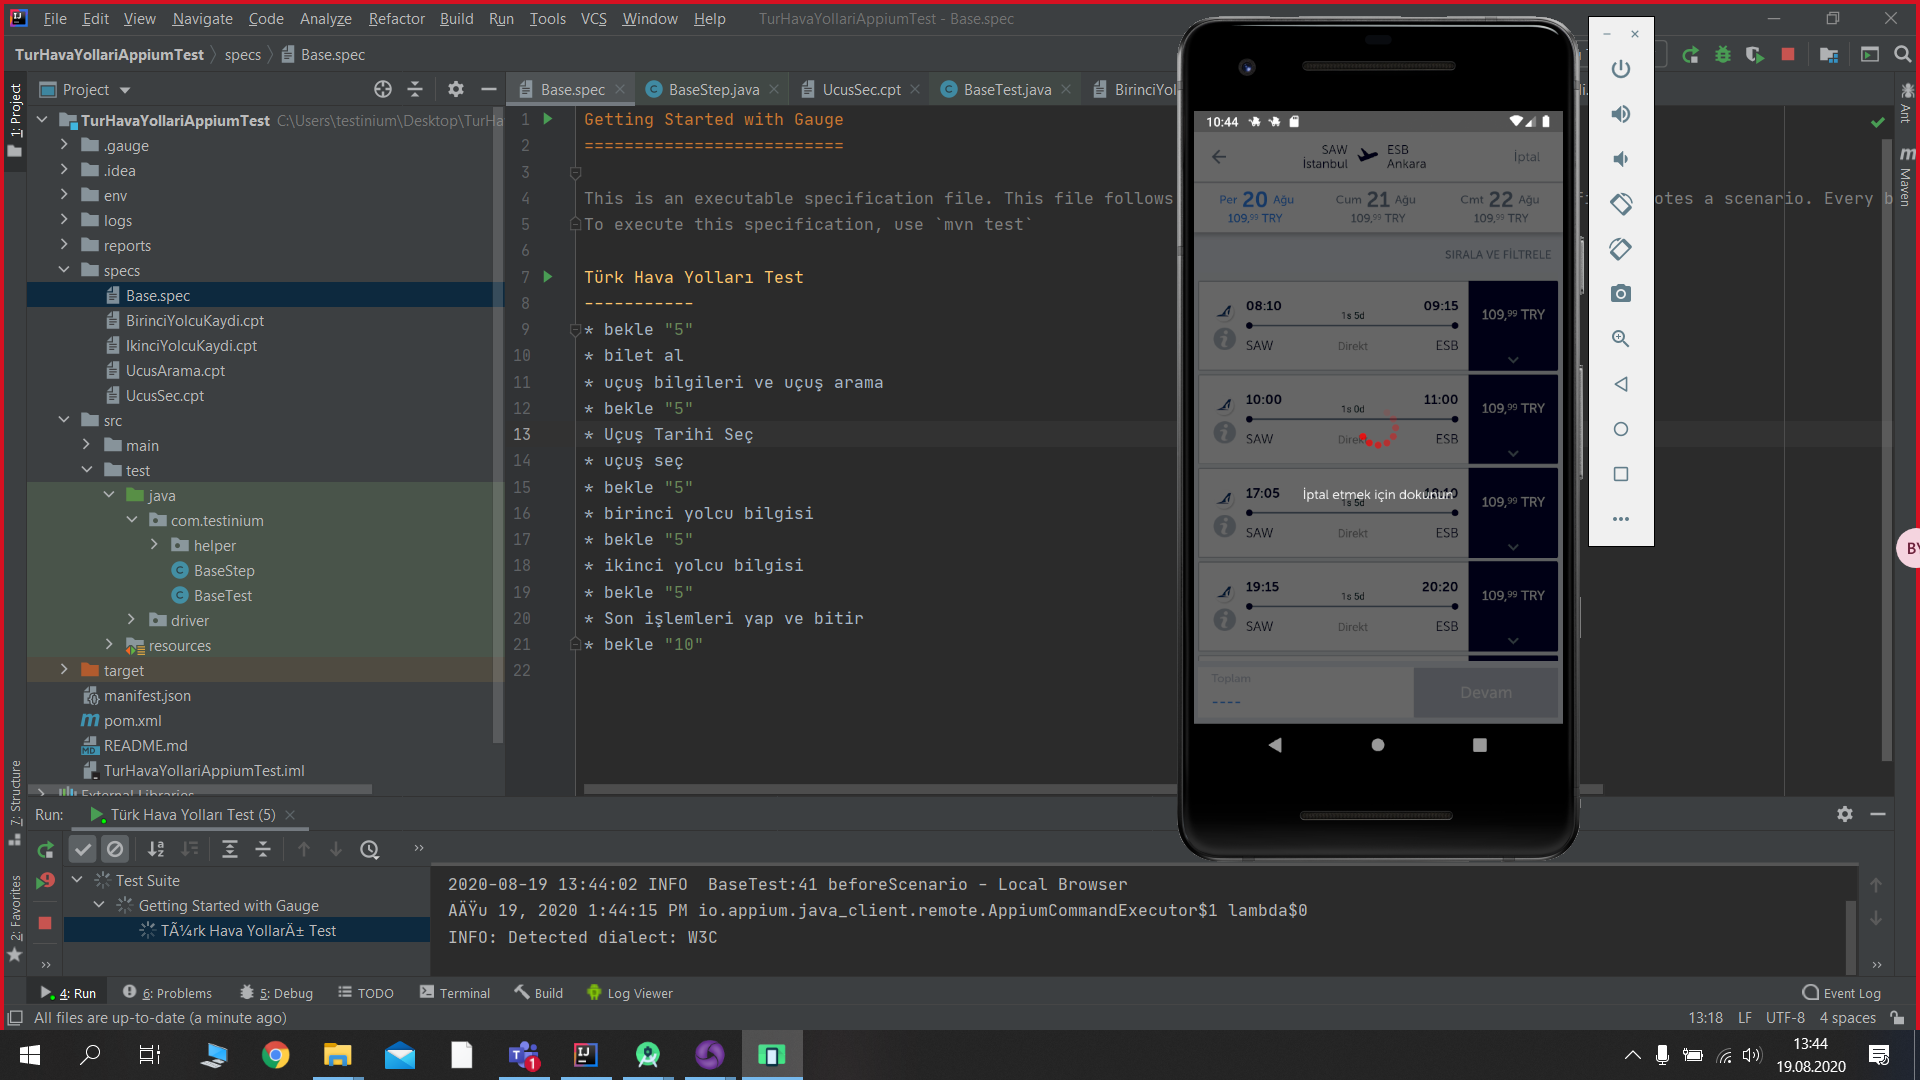 File Edit View Navigate Code Analyze Refactor Build Run Tools VCS Window Help TurHavaYollariAppiumTest - Base.spec
TurHavaYollariAppiumTest specs Base.spec
Project
Base.spec BaseStep.java UcusSec.cpt BaseTest.java BirinciYol
1: Project
TurHavaYollariAppiumTest C:\Users\testinium\Desktop\TurHa
.gauge
.idea
env
logs
reports
specs
Base.spec
BirinciYolcuKaydi.cpt
IkinciYolcuKaydi.cpt
UcusArama.cpt
UcusSec.cpt
src
main
test
java
com.testinium
helper
BaseStep
BaseTest
driver
resources
target
manifest.json
pom.xml
README.md
TurHavaYollariAppiumTest.iml
External Libraries
7: Structure
2: Favorites
1 Getting Started with Gauge
2 ==========================
3
4 This is an executable specification file. This file follows
otes a scenario. Every b
5 To execute this specification, use `mvn test`
6
7 Türk Hava Yolları Test
8 -----------
9 * bekle "5"
10 * bilet al
11 * uçuş bilgileri ve uçuş arama
12 * bekle "5"
13 * Uçuş Tarihi Seç
14 * uçuş seç
15 * bekle "5"
16 * birinci yolcu bilgisi
17 * bekle "5"
18 * ikinci yolcu bilgisi
19 * bekle "5"
20 * Son işlemleri yap ve bitir
21 * bekle "10"
22
10:44
SAW İstanbul ESB Ankara İptal
Per 20 Ağu Cum 21 Ağu Cmt 22 Ağu
109,99 TRY 109,99 TRY 109,99 TRY
SIRALA VE FİLTRELE
08:10 1s 5d 09:15 109,99 TRY
SAW Direkt ESB
10:00 1s 0d 11:00 109,99 TRY
SAW Direk ESB
17:05 1s 5d 109,99 TRY
İptal etmek için dokunun
SAW Direkt ESB
19:15 1s 5d 20:20 109,99 TRY
SAW Direkt ESB
Toplam
----
Devam
Ant
m Maven
BY
Run: Türk Hava Yolları Test (5)
Test Suite
Getting Started with Gauge
TÃ¼rk Hava YollarÄ± Test
2020-08-19 13:44:02 INFO BaseTest:41 beforeScenario - Local Browser
AÄŸu 19, 2020 1:44:15 PM io.appium.java_client.remote.AppiumCommandExecutor$1 lambda$0
INFO: Detected dialect: W3C
4: Run 6: Problems 5: Debug TODO Terminal Build Log Viewer Event Log
All files are up-to-date (a minute ago) 13:18 LF UTF-8 4 spaces
1
13:44
19.08.2020